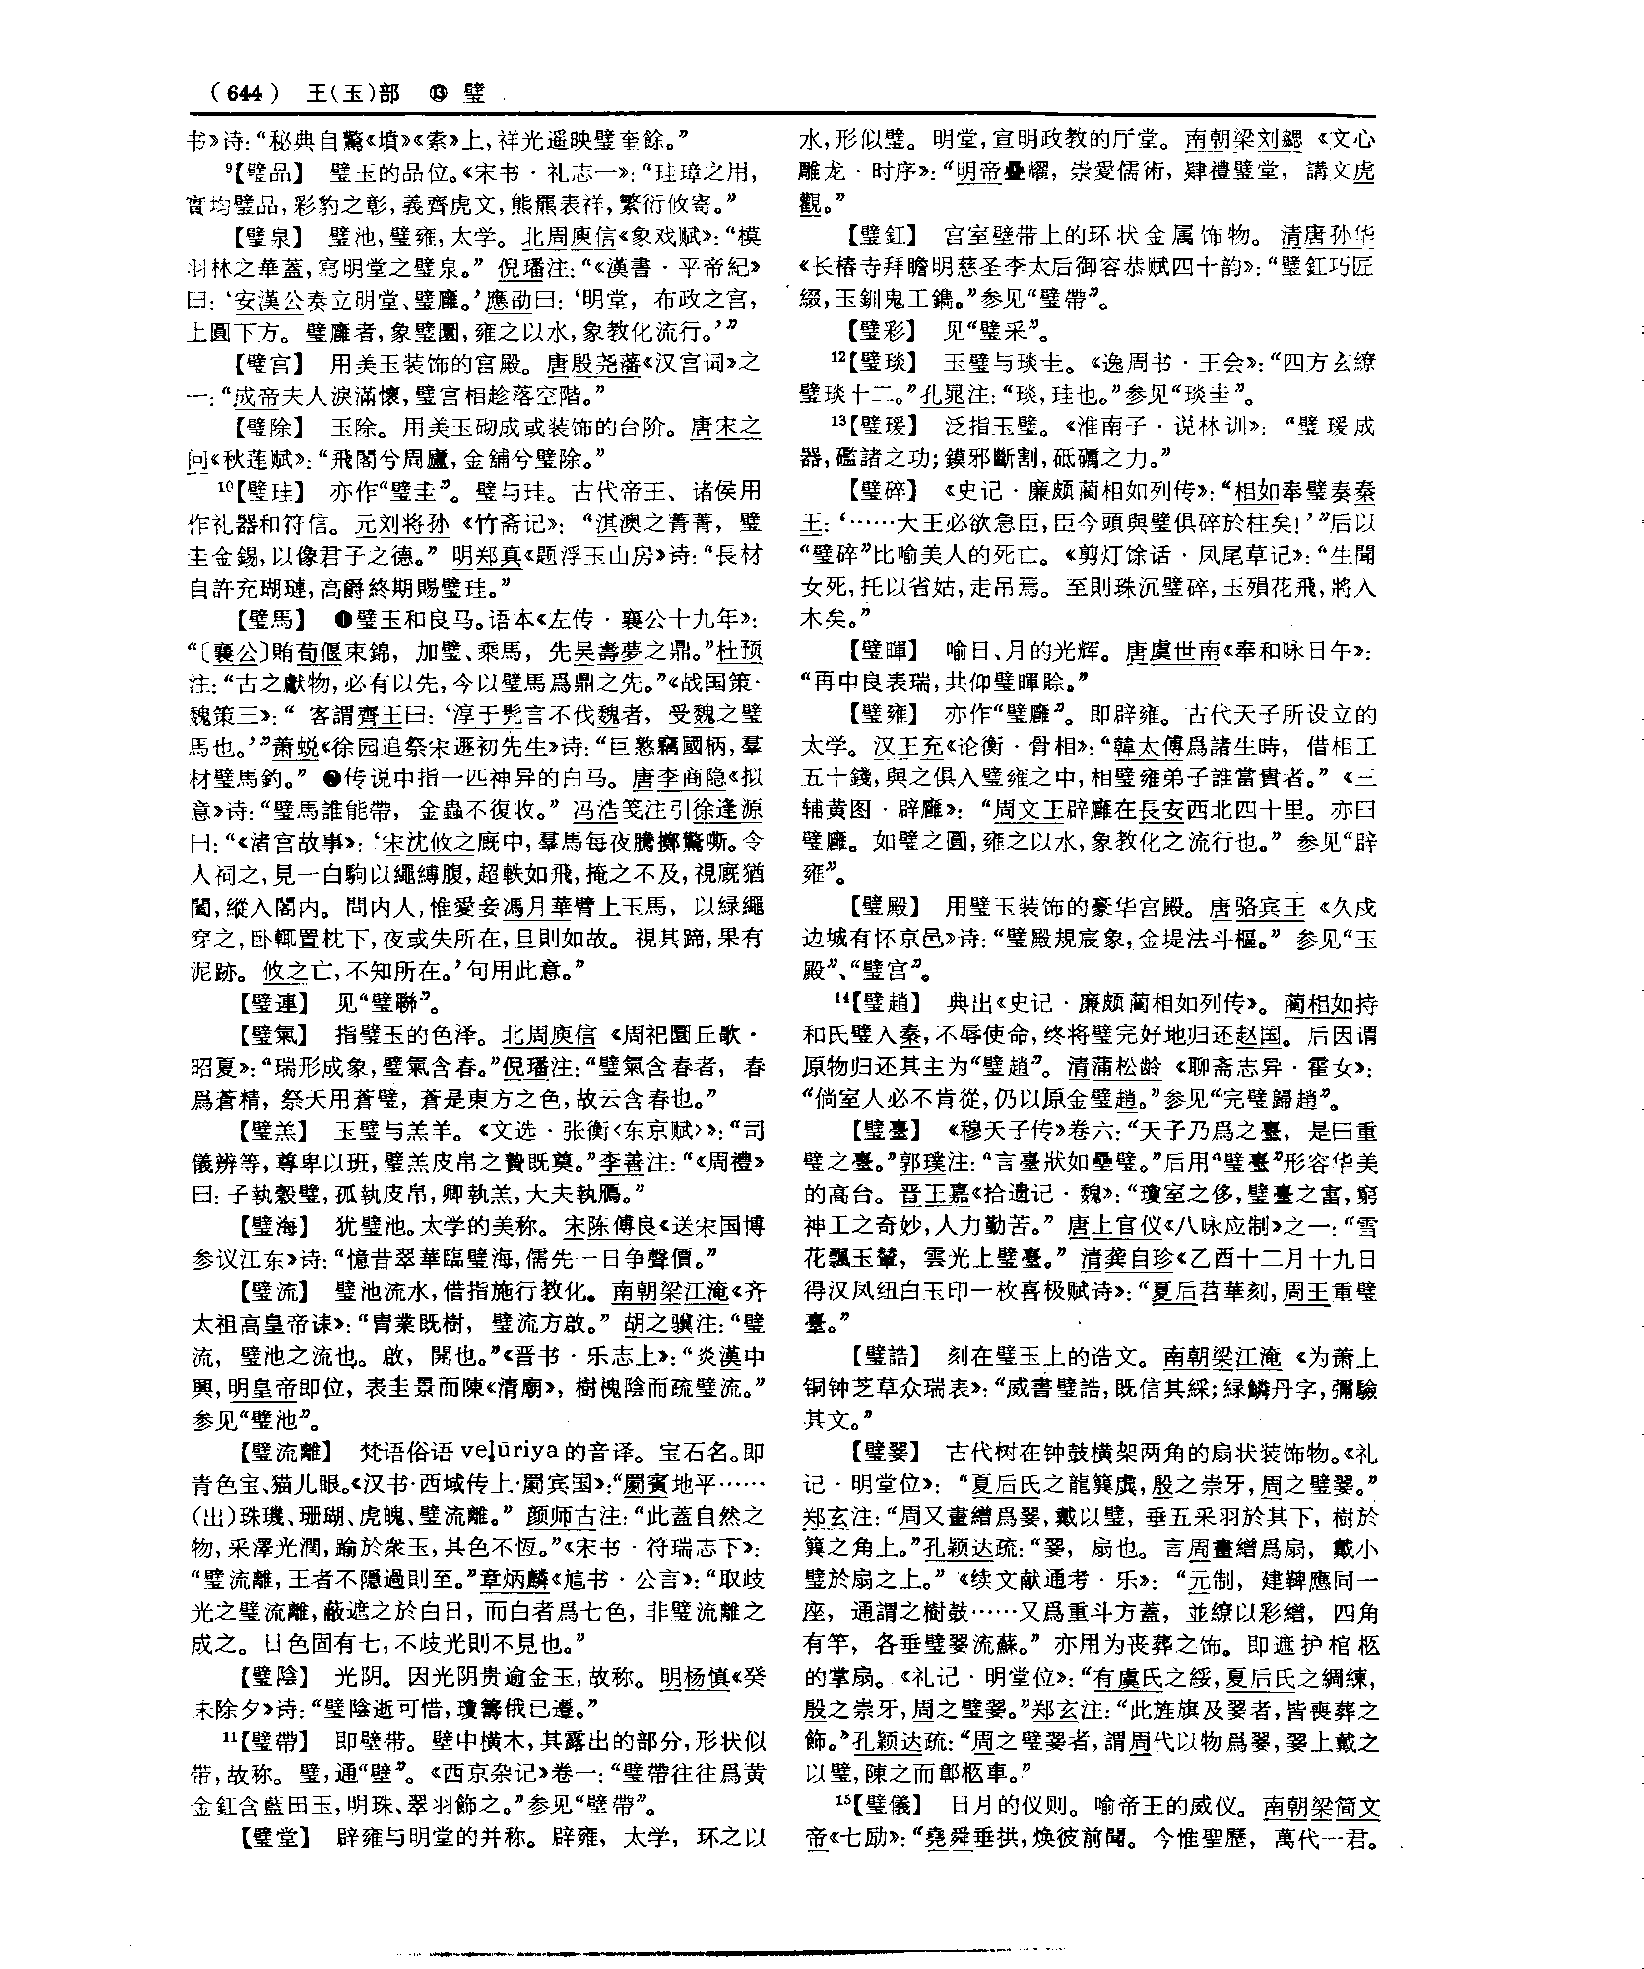 （644） 王（玉）部 ⓭ 璧
书》诗：“秘典自驚《墳》《索》上，祥光遥映璧奎餘。”
⁹【璧品】 璧玉的品位。《宋书·礼志一》：“珪璋之用，
實均璧品，彩豹之彰，義齊虎文，熊羆表祥，繁衍攸寄。”
【璧泉】 璧池，璧雍，太学。北周庾信《象戏赋》：“模
羽林之華蓋，寫明堂之璧泉。”倪璠注：“《漢書·平帝紀》
曰：‘安漢公奏立明堂、璧廱。’應劭曰：‘明堂，布政之宫，
上圓下方。璧廱者，象璧圜，雍之以水，象教化流行。’”
【璧宫】 用美玉装饰的宫殿。唐殷尧藩《汉宫词》之
一：“成帝夫人淚滿懷，璧宫相趁落空階。”
【璧除】 玉除。用美玉砌成或装饰的台阶。唐宋之
问《秋莲赋》：“飛閣兮周廬，金鋪兮璧除。”
¹⁰【璧珪】 亦作“璧圭”。璧与珪。古代帝王、诸侯用
作礼器和符信。元刘将孙《竹斋记》：“淇澳之菁菁，璧
圭金錫，以像君子之德。”明郑真《题浮玉山房》诗：“長材
自許充瑚璉，高爵終期賜璧珪。”
【璧馬】 ❶璧玉和良马。语本《左传·襄公十九年》：
“〔襄公〕賄荀偃束錦，加璧、乘馬，先吴壽夢之鼎。”杜预
注：“古之獻物，必有以先，今以璧馬爲鼎之先。”《战国策·
魏策三》：“客謂齊王曰：‘淳于髡言不伐魏者，受魏之璧
馬也。’”萧蜕《徐园追祭宋遯初先生》诗：“巨憝竊國柄，羣
材璧馬釣。”❷传说中指一匹神异的白马。唐李商隐《拟
意》诗：“璧馬誰能帶，金蟲不復收。”冯浩笺注引徐逢源
曰：“《渚宫故事》：‘宋沈攸之廐中，羣馬每夜騰擲驚嘶。令
人祠之，見一白駒以繩縛腹，超軼如飛，掩之不及，視廐猶
闔，縱入閣内。問内人，惟愛妾馮月華臂上玉馬，以緑繩
穿之，卧輒置枕下，夜或失所在，旦則如故。視其蹄，果有
泥跡。攸之亡，不知所在。’句用此意。”
【璧連】 见“璧聯”。
【璧氣】 指璧玉的色泽。北周庾信《周祀圜丘歌·
昭夏》：“瑞形成象，璧氣含春。”倪璠注：“璧氣含春者，春
爲蒼精，祭天用蒼璧，蒼是東方之色，故云含春也。”
【璧羔】 玉璧与羔羊。《文选·张衡〈东京赋〉》：“司
儀辨等，尊卑以班，璧羔皮帛之贄既奠。”李善注：“《周禮》
曰：子執穀璧，孤執皮帛，卿執羔，大夫執鴈。”
【璧海】 犹璧池。太学的美称。宋陈傅良《送宋国博
参议江东》诗：“憶昔翠華臨璧海，儒先一日争聲價。”
【璧流】 璧池流水，借指施行教化。南朝梁江淹《齐
太祖高皇帝诔》：“胄業既樹，璧流方啟。”胡之骥注：“璧
流，璧池之流也。啟，開也。”《晋书·乐志上》：“炎漢中
興，明皇帝即位，表圭景而陳《清廟》，樹槐陰而疏璧流。”
参见“璧池”。
【璧流離】 梵语俗语veḷūriya的音译。宝石名。即
青色宝、猫儿眼。《汉书·西域传上·罽宾国》：“罽賓地平……
（出）珠璣、珊瑚、虎魄、璧流離。”颜师古注：“此蓋自然之
物，采澤光潤，踰於衆玉，其色不恆。”《宋书·符瑞志下》：
“璧流離，王者不隱過則至。”章炳麟《訄书·公言》：“取歧
光之璧流離，蔽遮之於白日，而白者爲七色，非璧流離之
成之。日色固有七，不歧光則不見也。”
【璧陰】 光阴。因光阴贵逾金玉，故称。明杨慎《癸
未除夕》诗：“璧陰逝可惜，瓊籌俄已遷。”
¹¹【璧帶】 即壁带。壁中横木，其露出的部分，形状似
带，故称。璧，通“壁”。《西京杂记》卷一：“璧帶往往爲黄
金釭含藍田玉，明珠、翠羽飾之。”参见“壁带”。
【璧堂】 辟雍与明堂的并称。辟雍，太学，环之以
水，形似璧。明堂，宣明政教的厅堂。南朝梁刘勰《文心
雕龙·时序》：“明帝疊耀，崇愛儒術，肄禮璧堂，講文虎
觀。”
【璧釭】 宫室壁带上的环状金属饰物。清唐孙华
《长椿寺拜瞻明慈圣李太后御容恭赋四十韵》：“璧釭巧匠
綴，玉釧鬼工鐫。”参见“璧帶”。
【璧彩】 见“璧采”。
¹²【璧琰】 玉璧与琰圭。《逸周书·王会》：“四方玄繚
璧琰十二。”孔晁注：“琰，珪也。”参见“琰圭”。
¹³【璧瑗】 泛指玉璧。《淮南子·说林训》：“璧瑗成
器，礛諸之功；鏌邪斷割，砥礪之力。”
【璧碎】 《史记·廉颇蔺相如列传》：“相如奉璧奏秦
王：‘……大王必欲急臣，臣今頭與璧俱碎於柱矣！’”后以
“璧碎”比喻美人的死亡。《剪灯馀话·凤尾草记》：“生聞
女死，托以省姑，走吊焉。至則珠沉璧碎，玉殞花飛，將入
木矣。”
【璧暉】 喻日、月的光辉。唐虞世南《奉和咏日午》：
“再中良表瑞，共仰璧暉賒。”
【璧雍】 亦作“璧廱”。即辟雍。古代天子所设立的
太学。汉王充《论衡·骨相》：“韓太傅爲諸生時，借相工
五十錢，與之俱入璧雍之中，相璧雍弟子誰當貴者。”《三
辅黄图·辟廱》：“周文王辟廱在長安西北四十里。亦曰
璧廱。如璧之圓，雍之以水，象教化之流行也。”参见“辟
雍”。
【璧殿】 用璧玉装饰的豪华宫殿。唐骆宾王《久戍
边城有怀京邑》诗：“璧殿規宸象，金堤法斗樞。”参见“玉
殿”、“璧宫”。
¹⁴【璧趙】 典出《史记·廉颇蔺相如列传》。蔺相如持
和氏璧入秦，不辱使命，终将璧完好地归还赵国。后因谓
原物归还其主为“璧趙”。清蒲松龄《聊斋志异·霍女》：
“倘室人必不肯從，仍以原金璧趙。”参见“完璧歸趙”。
【璧臺】 《穆天子传》卷六：“天子乃爲之臺，是曰重
璧之臺。”郭璞注：“言臺狀如壘璧。”后用“璧臺”形容华美
的高台。晋王嘉《拾遗记·魏》：“瓊室之侈，璧臺之富，窮
神工之奇妙，人力勤苦。”唐上官仪《八咏应制》之一：“雪
花飄玉輦，雲光上璧臺。”清龚自珍《乙酉十二月十九日
得汉凤纽白玉印一枚喜极赋诗》：“夏后苕華刻，周王重璧
臺。”
【璧誥】 刻在璧玉上的诰文。南朝梁江淹《为萧上
铜钟芝草众瑞表》：“威書璧誥，既信其綵；緑鱗丹字，彌驗
其文。”
【璧翣】 古代树在钟鼓横架两角的扇状装饰物。《礼
记·明堂位》：“夏后氏之龍簨虡，殷之崇牙，周之璧翣。”
郑玄注：“周又畫繒爲翣，戴以璧，垂五采羽於其下，樹於
簨之角上。”孔颖达疏：“翣，扇也。言周畫繒爲扇，戴小
璧於扇之上。”《续文献通考·乐》：“元制，建鞞應同一
座，通謂之樹鼓……又爲重斗方蓋，並繚以彩繒，四角
有竿，各垂璧翣流蘇。”亦用为丧葬之饰。即遮护棺柩
的掌扇。《礼记·明堂位》：“有虞氏之綏，夏后氏之綢練，
殷之崇牙，周之璧翣。”郑玄注：“此旌旗及翣者，皆喪葬之
飾。”孔颖达疏：“周之璧翣者，謂周代以物爲翣，翣上戴之
以璧，陳之而鄣柩車。”
¹⁵【璧儀】 日月的仪则。喻帝王的威仪。南朝梁简文
帝《七励》：“堯舜垂拱，焕彼前聞。今惟聖歷，萬代一君。